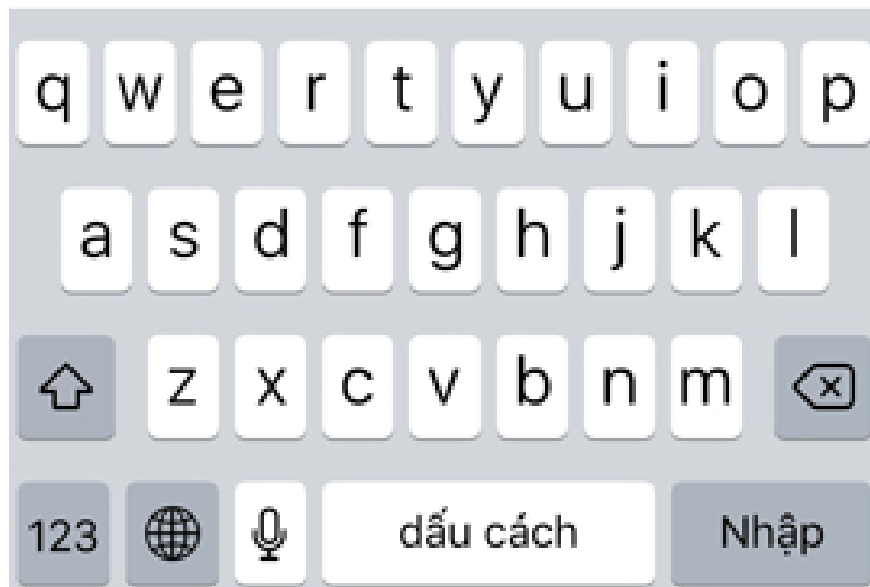 q w e r t y u i o p
a s d f g h j k l
z x c v b n m
123 dấu cách Nhập